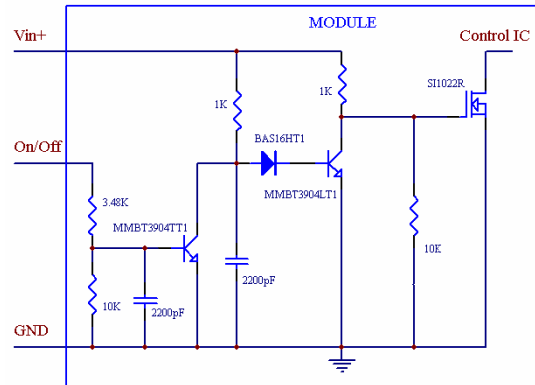 MODULE
Vin+
Control IC
SI1022R
1K
1K
BAS16HT1
On/Off
3.48K
MMBT3904LT1
MMBT3904TT1
10K
2200pF
10K
2200pF
GND